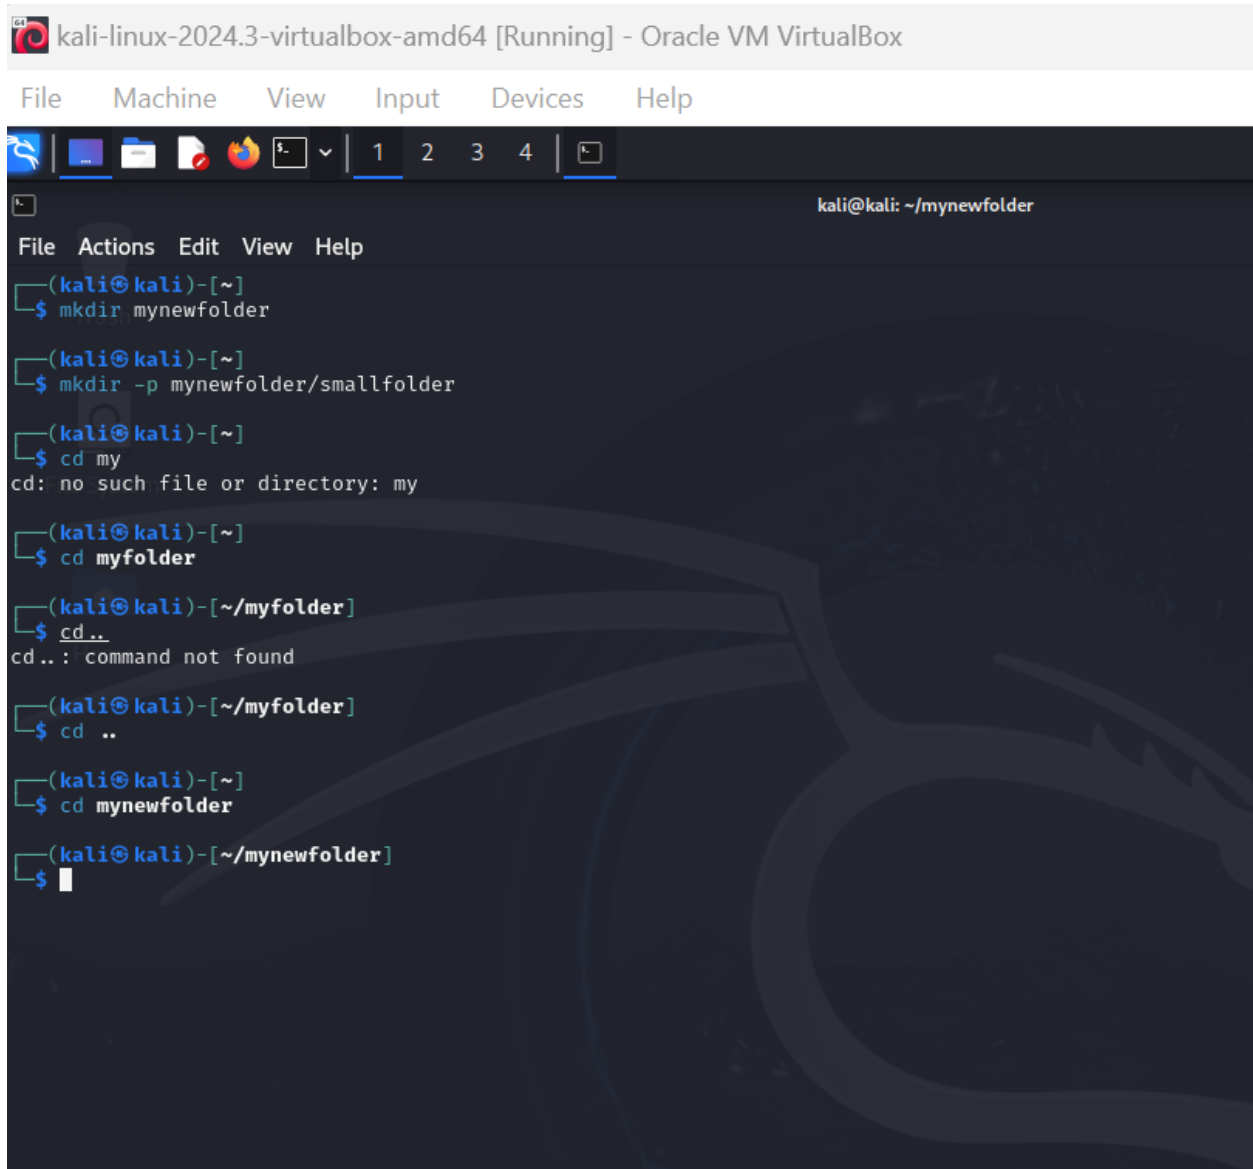 kali-linux-2024.3-virtualbox-amd64 [Running] - Oracle VM VirtualBox
File Machine View Input Devices Help
1 2 3 4
kali@kali: ~/mynewfolder
File Actions Edit View Help
┌──(kali㉿kali)-[~]
└─$ mkdir mynewfolder
┌──(kali㉿kali)-[~]
└─$ mkdir -p mynewfolder/smallfolder
┌──(kali㉿kali)-[~]
└─$ cd my
cd: no such file or directory: my
┌──(kali㉿kali)-[~]
└─$ cd myfolder
┌──(kali㉿kali)-[~/myfolder]
└─$ cd..
cd..: command not found
┌──(kali㉿kali)-[~/myfolder]
└─$ cd ..
┌──(kali㉿kali)-[~]
└─$ cd mynewfolder
┌──(kali㉿kali)-[~/mynewfolder]
└─$